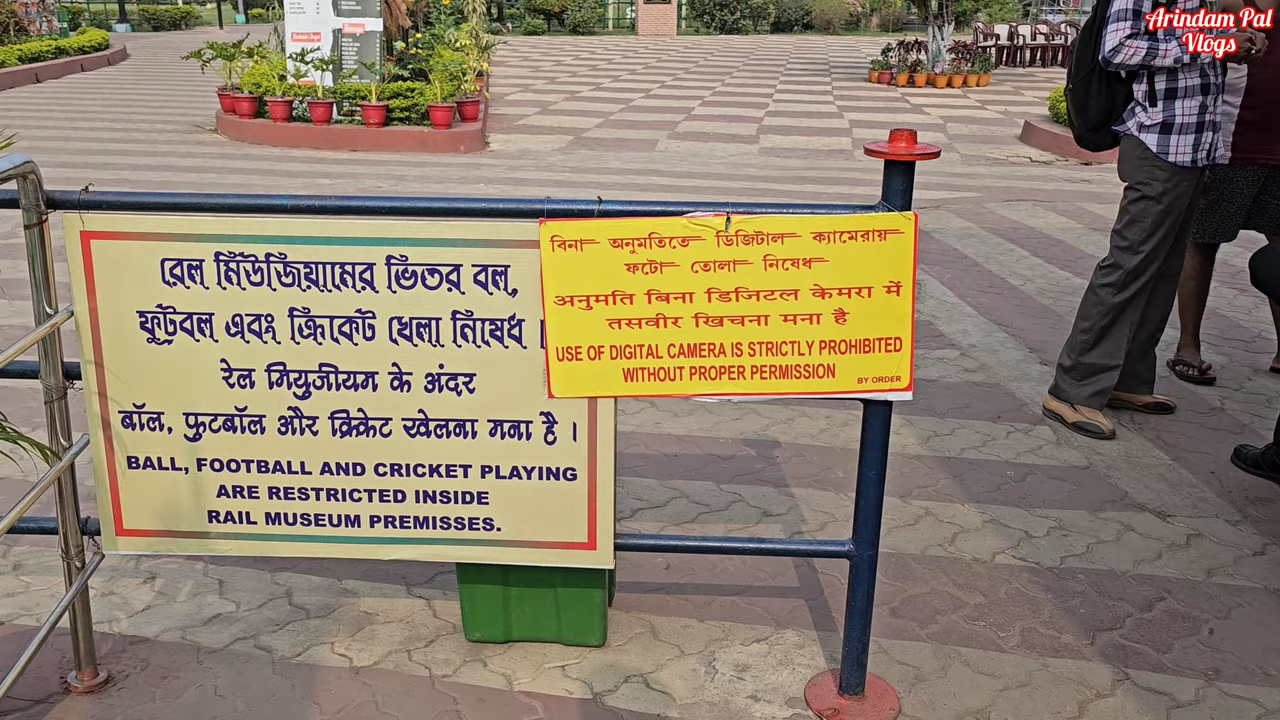 Arindam Pal
Vlogs
রেল মিউজিয়ামের ভিতর বল,
ফুটবল এবং ক্রিকেট খেলা নিষেধ ।
रेल मियुजीयम के अंदर
बॉल, फुटबॉल और क्रिकेट खेलना मना है ।
BALL, FOOTBALL AND CRICKET PLAYING
ARE RESTRICTED INSIDE
RAIL MUSEUM PREMISSES.
বিনা অনুমতিতে ডিজিটাল ক্যামেরায়
ফটো তোলা নিষেধ
अनुमति बिना डिजिटल केमरा में
तसवीर खिचना मना है
USE OF DIGITAL CAMERA IS STRICTLY PROHIBITED
WITHOUT PROPER PERMISSION
BY ORDER